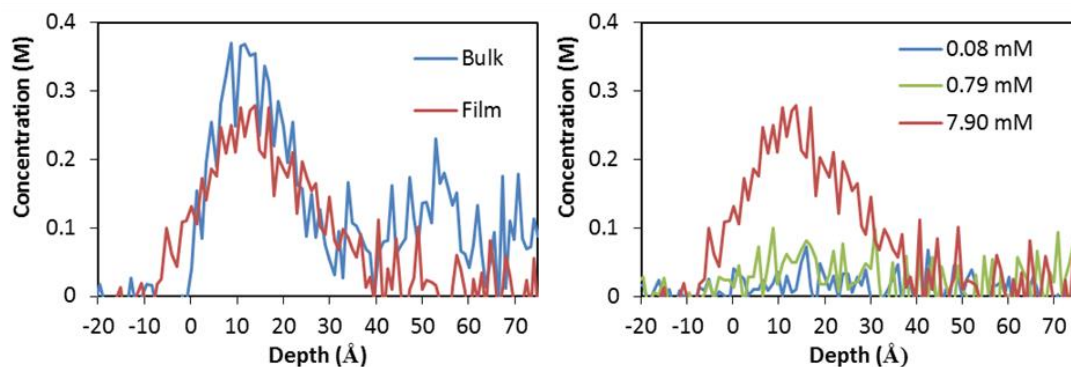 0.4
0.3
0.2
0.1
0
Concentration (M)
-20 -10 0 10 20 30 40 50 60 70
Depth (Å)
Bulk
Film
0.4
0.3
0.2
0.1
0
Concentration (M)
-20 -10 0 10 20 30 40 50 60 70
Depth (Å)
0.08 mM
0.79 mM
7.90 mM